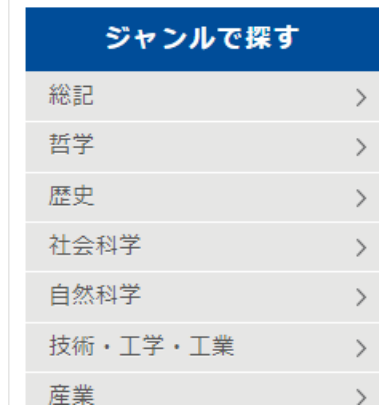 ジャンルで探す
総記
哲学
歴史
社会科学
自然科学
技術・工学・工業
産業